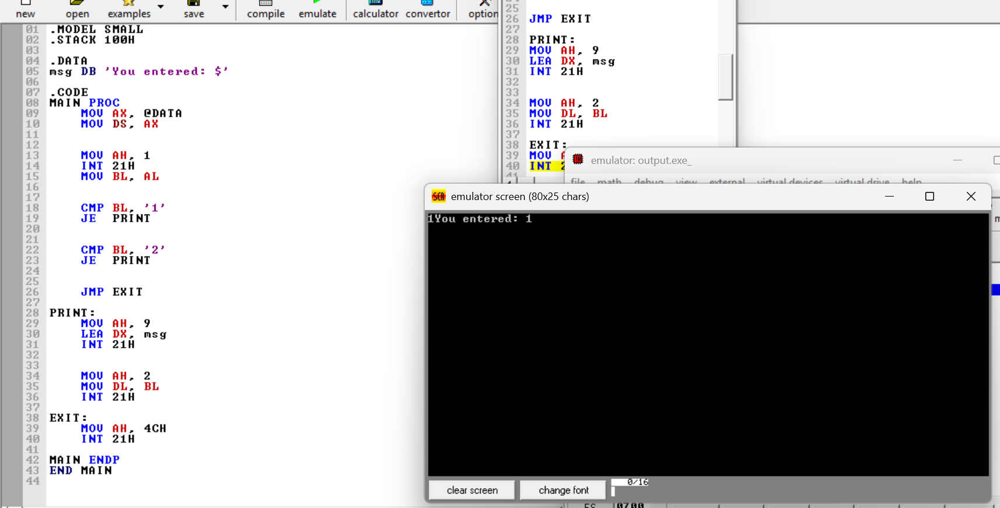 new open examples save compile emulate calculator convertor option
01 .MODEL SMALL
02 .STACK 100H
03
04 .DATA
05 msg DB 'You entered: $'
06
07 .CODE
08 MAIN PROC
09 MOV AX, @DATA
10 MOV DS, AX
11
12
13 MOV AH, 1
14 INT 21H
15 MOV BL, AL
16
17
18 CMP BL, '1'
19 JE PRINT
20
21
22 CMP BL, '2'
23 JE PRINT
24
25
26 JMP EXIT
27
28 PRINT:
29 MOV AH, 9
30 LEA DX, msg
31 INT 21H
32
33
34 MOV AH, 2
35 MOV DL, BL
36 INT 21H
37
38 EXIT:
39 MOV AH, 4CH
40 INT 21H
41
42 MAIN ENDP
43 END MAIN
44
25
26 JMP EXIT
27
28 PRINT:
29 MOV AH, 9
30 LEA DX, msg
31 INT 21H
32
33
34 MOV AH, 2
35 MOV DL, BL
36 INT 21H
37
38 EXIT:
39 MOV
40 INT 2
41
emulator: output.exe_
file math debug view external virtual devices virtual drive help
SCR emulator screen (80x25 chars)
1You entered: 1
clear screen change font 0/16
ES 0700